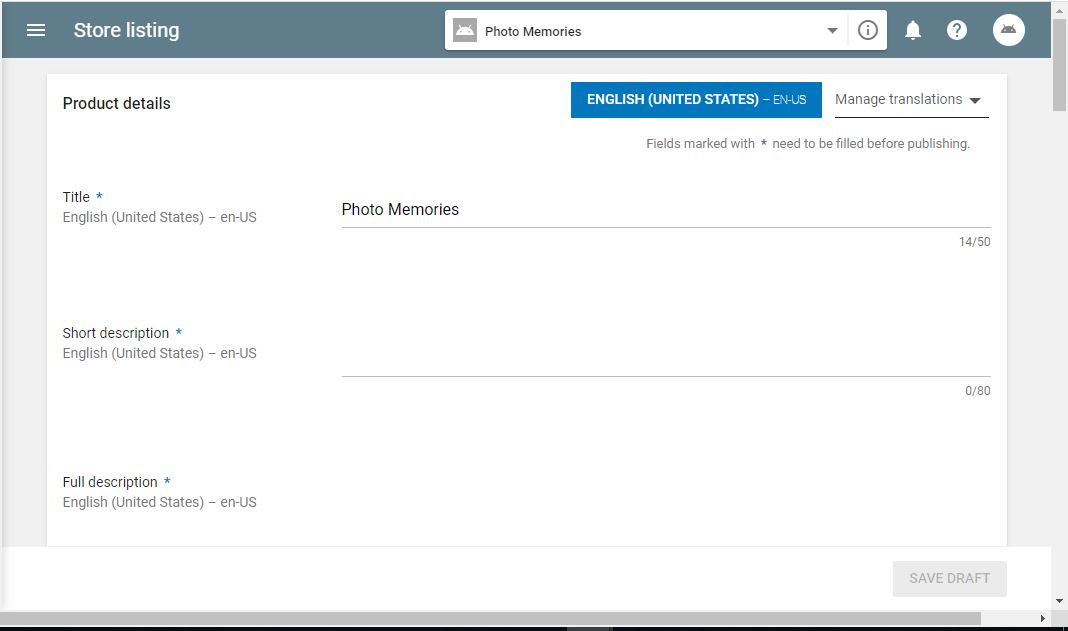 Store listing
Photo Memories
Product details
ENGLISH (UNITED STATES) – EN-US
Manage translations
Fields marked with * need to be filled before publishing.
Title *
English (United States) – en-US
Photo Memories
14/50
Short description *
English (United States) – en-US
0/80
Full description *
English (United States) – en-US
SAVE DRAFT